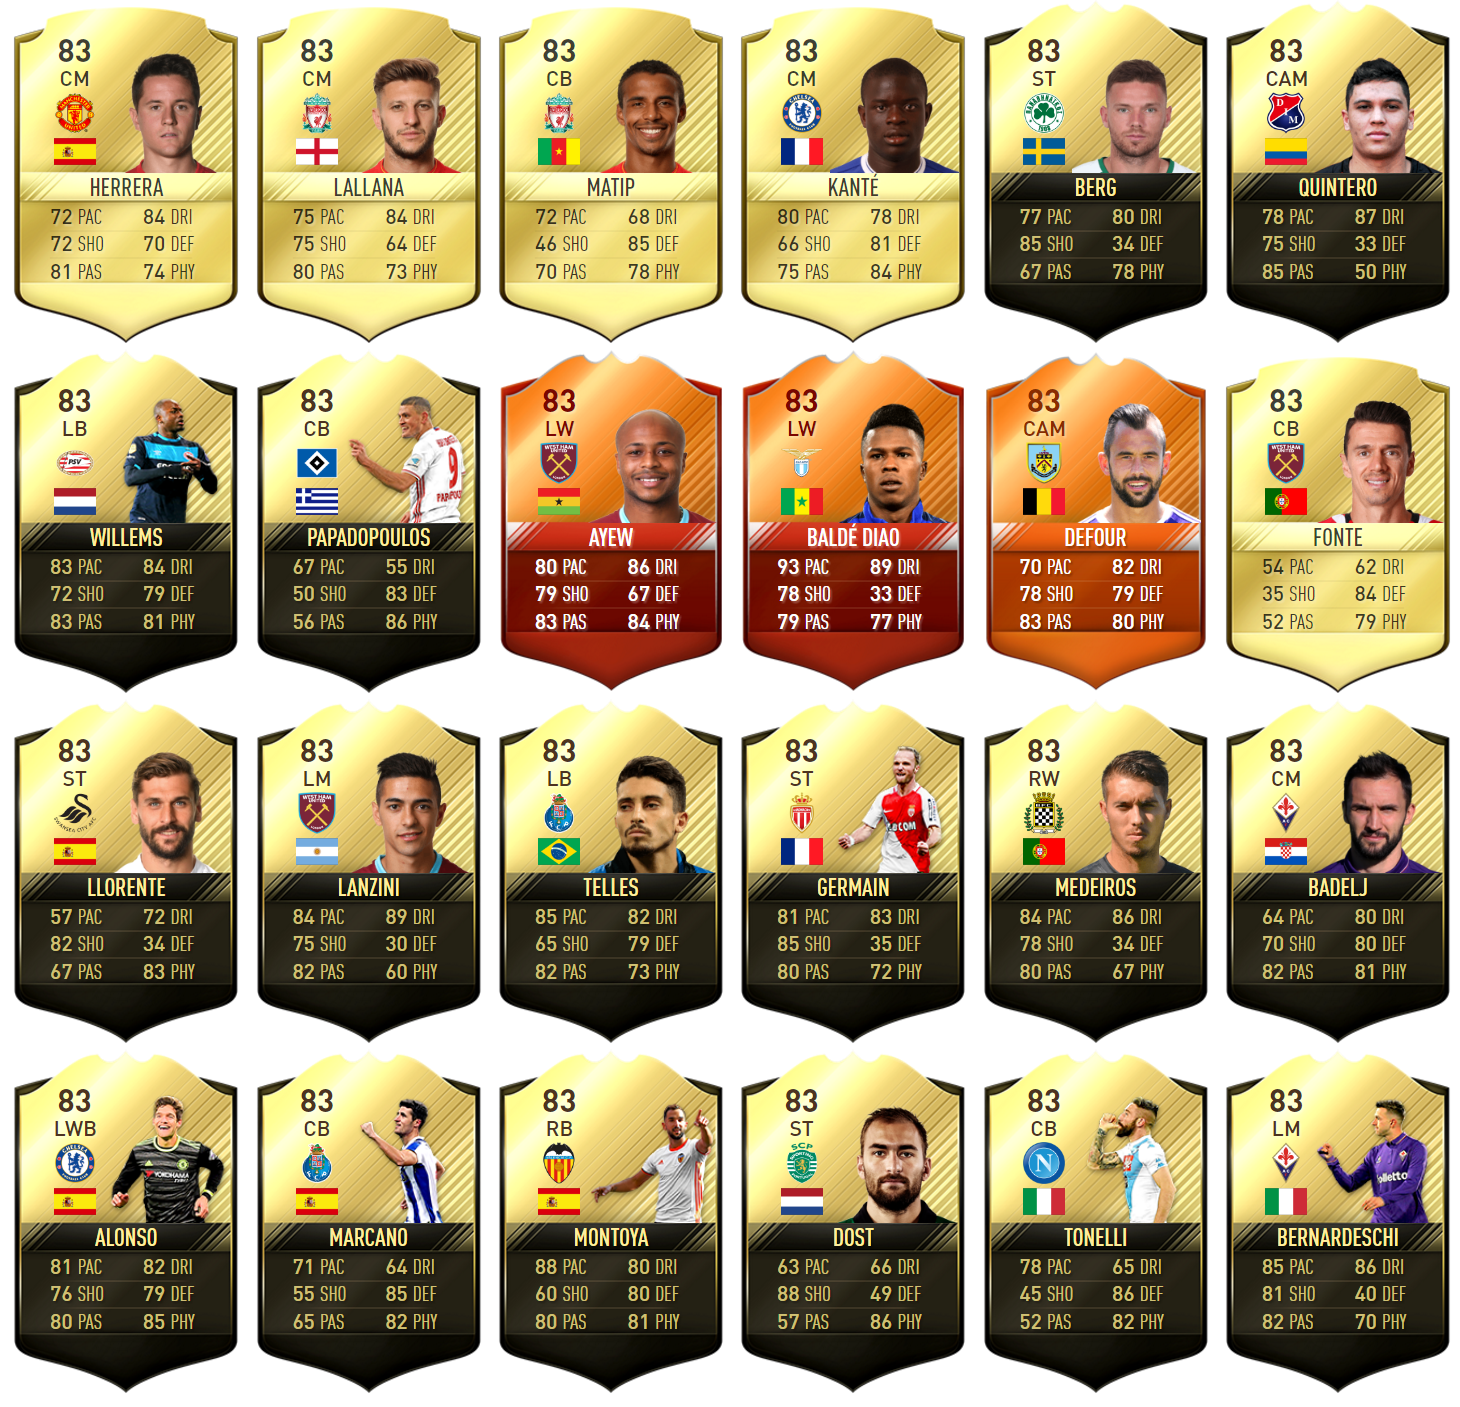 83 83 83 83 83 83
CM CM CB CM ST CAM
HERRERA LALLANA MATIP KANTÉ BERG QUINTERO
72 PAC 84 DRI 75 PAC 84 DRI 72 PAC 68 DRI 80 PAC 78 DRI 77 PAC 80 DRI 78 PAC 87 DRI
72 SHO 70 DEF 75 SHO 64 DEF 46 SHO 85 DEF 66 SHO 81 DEF 85 SHO 34 DEF 75 SHO 33 DEF
81 PAS 74 PHY 80 PAS 73 PHY 70 PAS 78 PHY 75 PAS 84 PHY 67 PAS 78 PHY 85 PAS 50 PHY
83 83 83 83 83 83
LB CB LW LW CAM CB
WILLEMS PAPADOPOULOS AYEW BALDÉ DIAO DEFOUR FONTE
83 PAC 84 DRI 67 PAC 55 DRI 80 PAC 86 DRI 93 PAC 89 DRI 70 PAC 82 DRI 54 PAC 62 DRI
72 SHO 79 DEF 50 SHO 83 DEF 79 SHO 67 DEF 78 SHO 33 DEF 78 SHO 79 DEF 35 SHO 84 DEF
83 PAS 81 PHY 56 PAS 86 PHY 83 PAS 84 PHY 79 PAS 77 PHY 83 PAS 80 PHY 52 PAS 79 PHY
83 83 83 83 83 83
ST LM LB ST RW CM
LLORENTE LANZINI TELLES GERMAIN MEDEIROS BADELJ
57 PAC 72 DRI 84 PAC 89 DRI 85 PAC 82 DRI 81 PAC 83 DRI 84 PAC 86 DRI 64 PAC 80 DRI
82 SHO 34 DEF 75 SHO 30 DEF 65 SHO 79 DEF 85 SHO 35 DEF 78 SHO 34 DEF 70 SHO 80 DEF
67 PAS 83 PHY 82 PAS 60 PHY 82 PAS 73 PHY 80 PAS 72 PHY 80 PAS 67 PHY 82 PAS 81 PHY
83 83 83 83 83 83
LWB CB RB ST CB LM
ALONSO MARCANO MONTOYA DOST TONELLI BERNARDESCHI
81 PAC 82 DRI 71 PAC 64 DRI 88 PAC 80 DRI 63 PAC 66 DRI 78 PAC 65 DRI 85 PAC 86 DRI
76 SHO 79 DEF 55 SHO 85 DEF 60 SHO 80 DEF 88 SHO 49 DEF 45 SHO 86 DEF 81 SHO 40 DEF
80 PAS 85 PHY 65 PAS 82 PHY 80 PAS 81 PHY 57 PAS 86 PHY 52 PAS 82 PHY 82 PAS 70 PHY